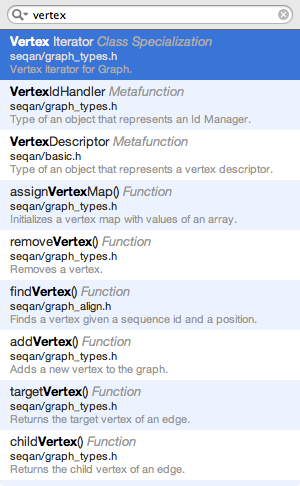 vertex
Vertex Iterator Class Specialization
seqan/graph_types.h
Vertex iterator for Graph.
VertexIdHandler Metafunction
seqan/graph_types.h
Type of an object that represents an Id Manager.
VertexDescriptor Metafunction
seqan/basic.h
Type of an object that represents a vertex descriptor.
assignVertexMap() Function
seqan/graph_types.h
Initializes a vertex map with values of an array.
removeVertex() Function
seqan/graph_types.h
Removes a vertex.
findVertex() Function
seqan/graph_align.h
Finds a vertex given a sequence id and a position.
addVertex() Function
seqan/graph_types.h
Adds a new vertex to the graph.
targetVertex() Function
seqan/graph_types.h
Returns the target vertex of an edge.
childVertex() Function
seqan/graph_types.h
Returns the child vertex of an edge.